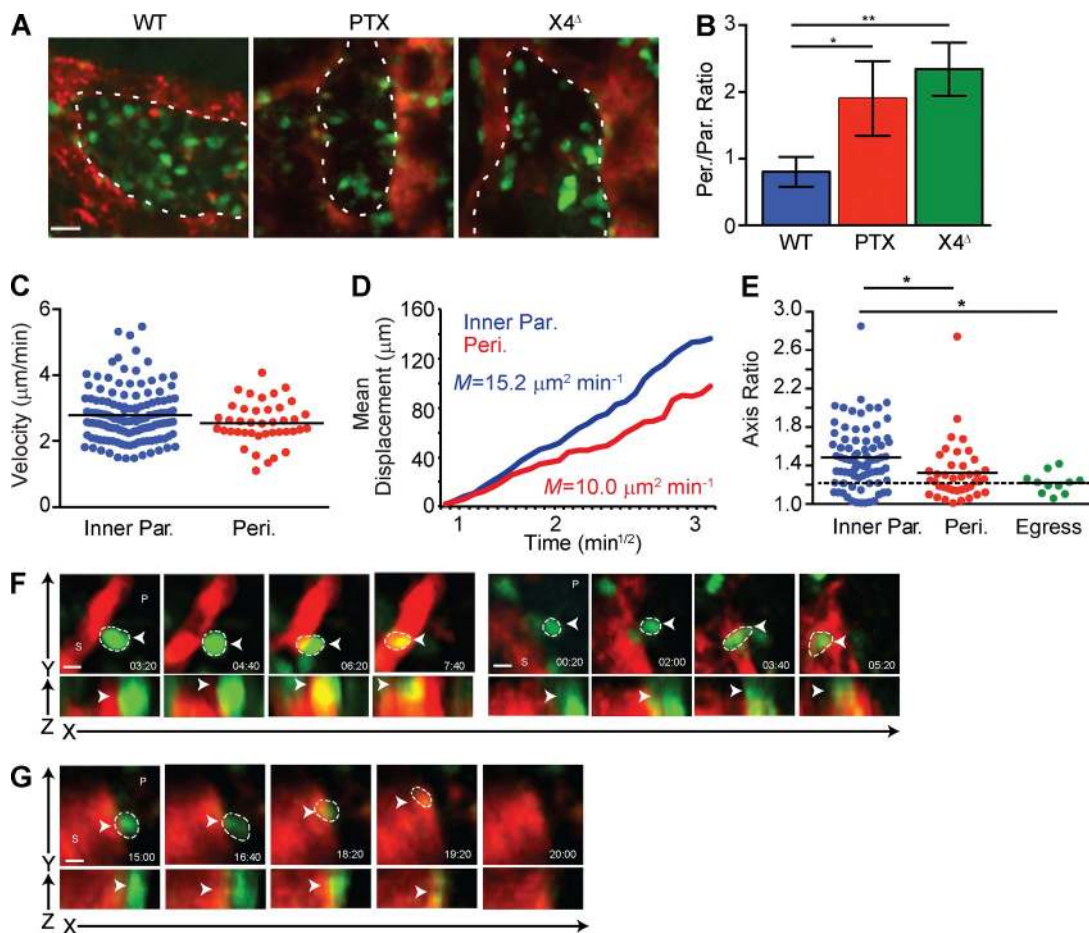 A
WT
PTX
X4Δ
B
**
*
3
2
1
0
Per./Par. Ratio
WT
PTX
X4Δ
C
6
4
2
0
Velocity (μm/min)
Inner Par.
Peri.
D
160
120
80
40
0
Mean
Displacement (μm)
Inner Par.
Peri.
M=15.2 μm² min⁻¹
M=10.0 μm² min⁻¹
1
2
3
Time (min1/2)
E
*
*
3.0
2.6
2.2
1.8
1.4
1.0
Axis Ratio
Inner Par.
Peri.
Egress
F
Y
Z
X
P
S
03:20
04:40
06:20
7:40
P
S
00:20
02:00
03:40
05:20
G
Y
Z
X
P
S
15:00
16:40
18:20
19:20
20:00